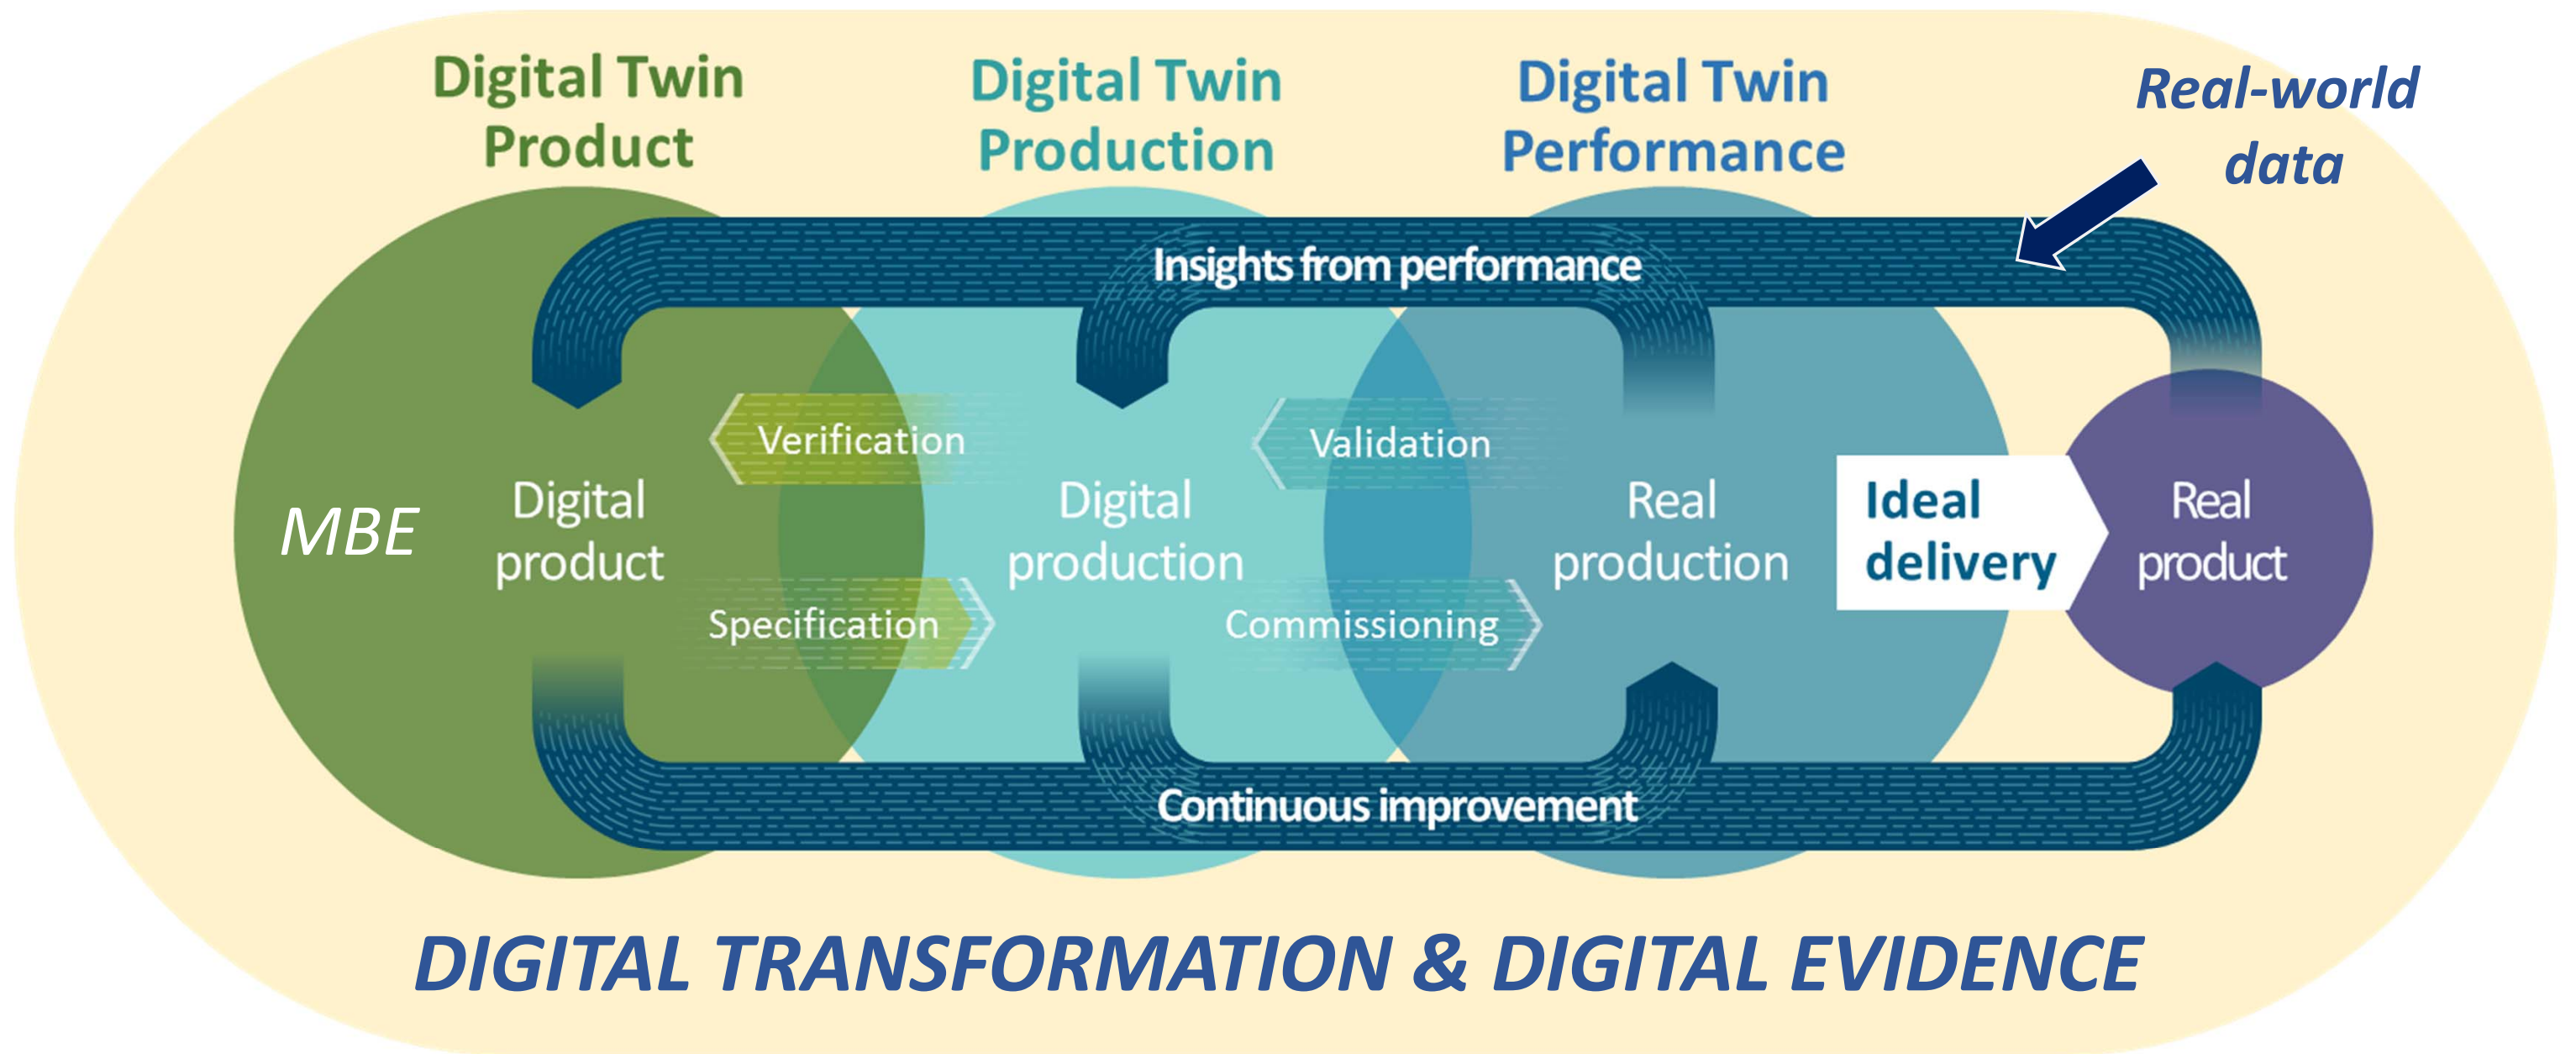 Digital Twin
Product
Digital Twin
Production
Digital Twin
Performance
Real-world
data
Insights from performance
Verification
Validation
MBE
Digital
product
Digital
production
Real
production
Ideal
delivery
Real
product
Specification
Commissioning
Continuous improvement
DIGITAL TRANSFORMATION & DIGITAL EVIDENCE